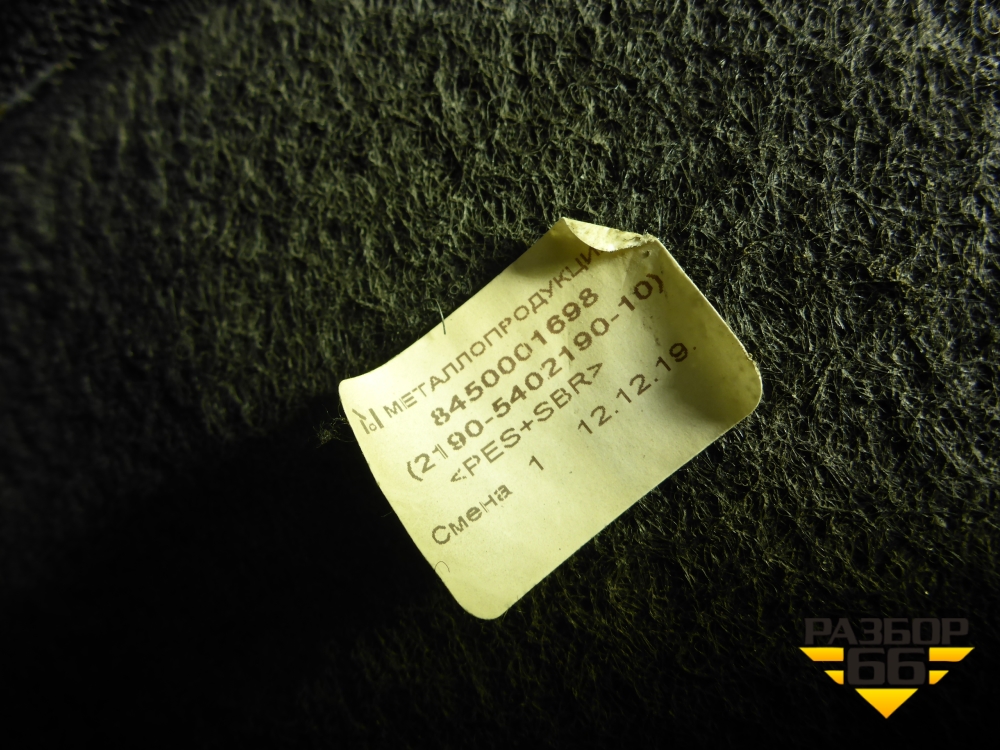 МЕТАЛЛОПРОДУКЦИ
8450001698
(2190-5402190-10)
<PES+SBR>
Смена 1 12.12.19.
РАЗБОР
66